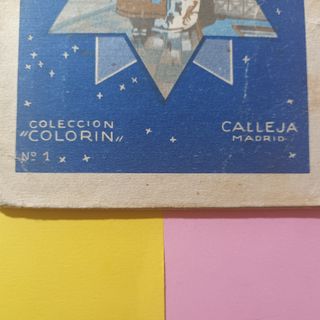 COLECCION
"COLORIN"
Nº 1
CALLEJA
MADRID